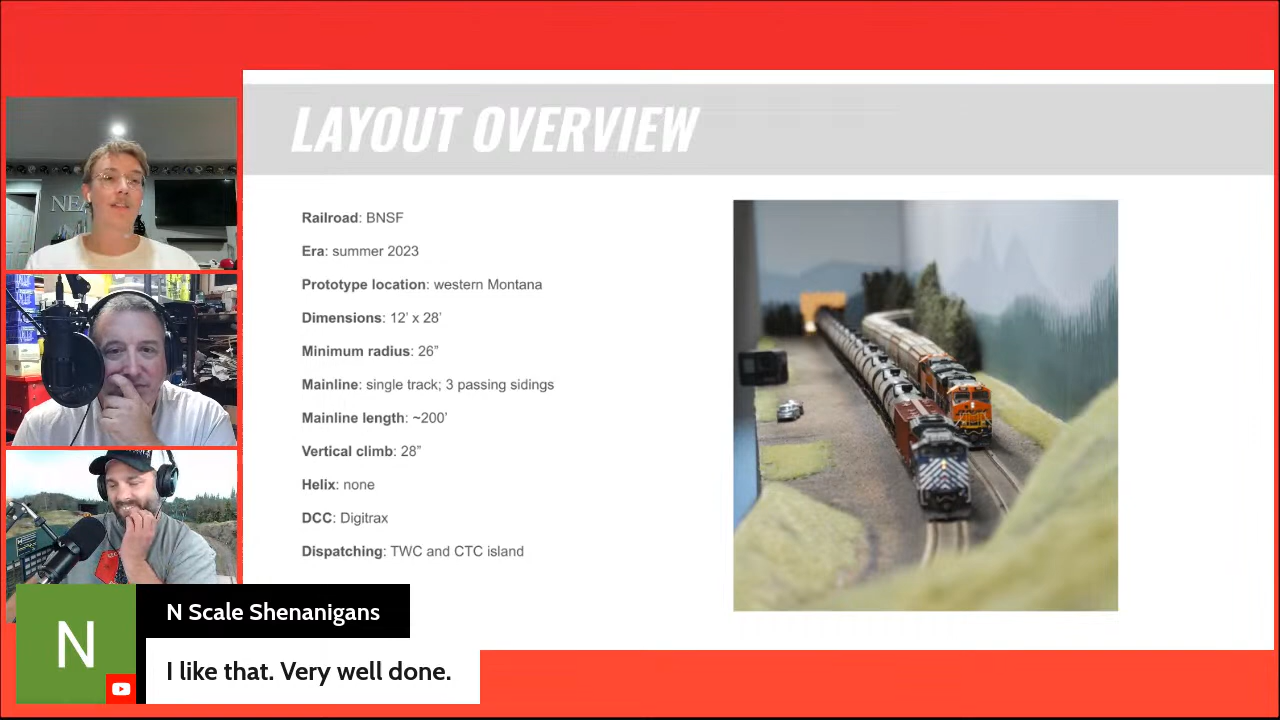 LAYOUT OVERVIEW
Railroad: BNSF
Era: summer 2023
Prototype location: western Montana
Dimensions: 12’ x 28’
Minimum radius: 26”
Mainline: single track; 3 passing sidings
Mainline length: ~200’
Vertical climb: 28”
Helix: none
DCC: Digitrax
Dispatching: TWC and CTC island
N
N Scale Shenanigans
I like that. Very well done.